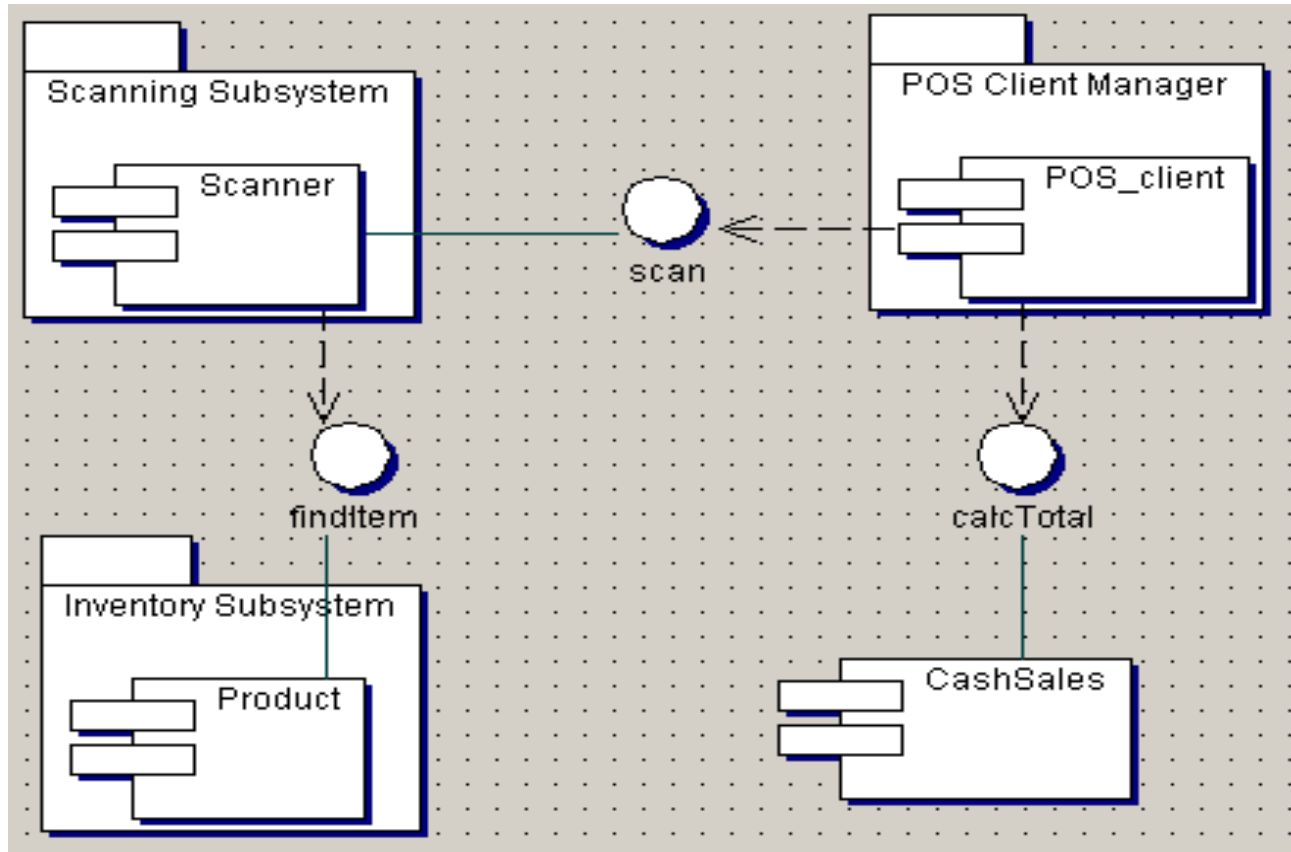 Scanning Subsystem
Scanner
POS Client Manager
POS_client
scan
findItem
calcTotal
Inventory Subsystem
Product
CashSales